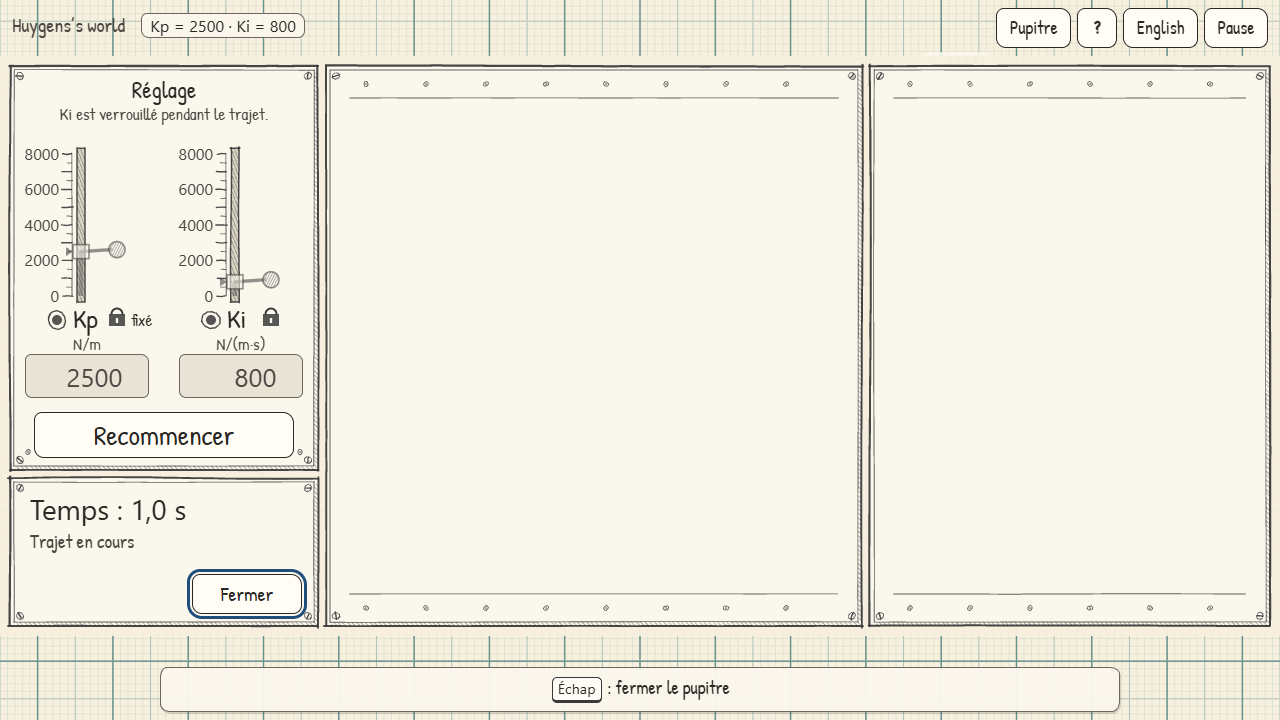 Huygens's world
Kp = 2500 · Ki = 800
Pupitre
?
English
Pause
Réglage
Ki est verrouillé pendant le trajet.
8000
6000
4000
2000
0
8000
6000
4000
2000
0
Kp
fixé
Ki
N/m
N/(m·s)
2500
800
Recommencer
Temps : 1,0 s
Trajet en cours
Fermer
Échap : fermer le pupitre